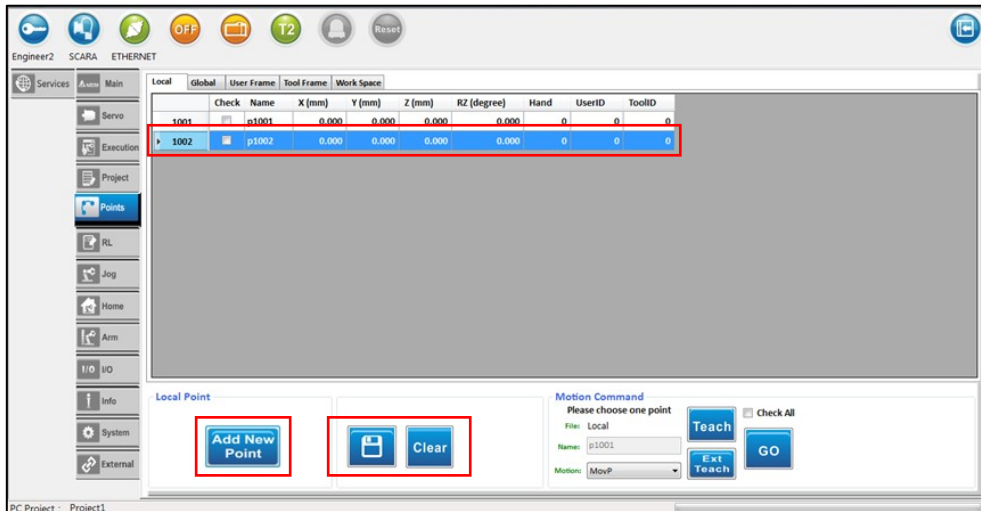 OFF T2 Reset
Engineer2 SCARA ETHERNET
Services
Main
Servo
Execution
Project
Points
RL
Jog
Home
Arm
I/O I/O
Info
System
External
Local Global User Frame Tool Frame Work Space
Check Name X (mm) Y (mm) Z (mm) RZ (degree) Hand UserID ToolID
1001 p1001 0.000 0.000 0.000 0.000 0 0 0
1002 p1002 0.000 0.000 0.000 0.000 0 0 0
Local Point
Add New
Point
Clear
Motion Command
Please choose one point
File: Local
Name: p1001
Motion: MovP
Teach
Ext
Teach
Check All
GO
PC Project : Project1